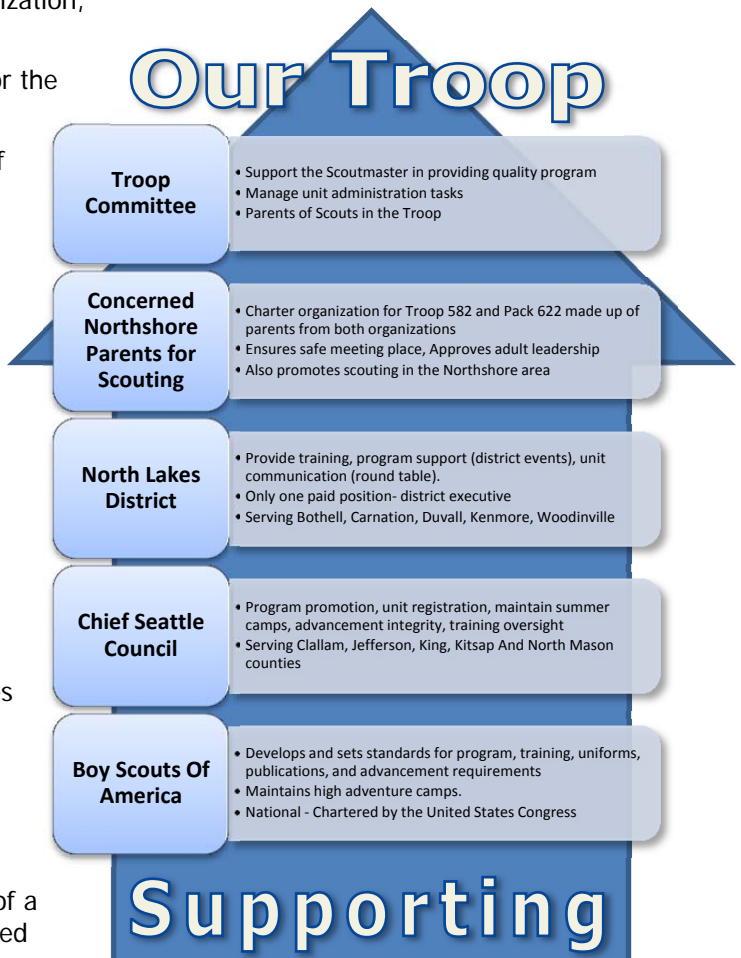 ization,
or the
f
s
of a
ed
Our Troop
Troop
Committee
• Support the Scoutmaster in providing quality program
• Manage unit administration tasks
• Parents of Scouts in the Troop
Concerned
Northshore
Parents for
Scouting
• Charter organization for Troop 582 and Pack 622 made up of
parents from both organizations
• Ensures safe meeting place, Approves adult leadership
• Also promotes scouting in the Northshore area
North Lakes
District
• Provide training, program support (district events), unit
communication (round table).
• Only one paid position- district executive
• Serving Bothell, Carnation, Duvall, Kenmore, Woodinville
Chief Seattle
Council
• Program promotion, unit registration, maintain summer
camps, advancement integrity, training oversight
• Serving Clallam, Jefferson, King, Kitsap And North Mason
counties
Boy Scouts Of
America
• Develops and sets standards for program, training, uniforms,
publications, and advancement requirements
• Maintains high adventure camps.
• National - Chartered by the United States Congress
Supporting